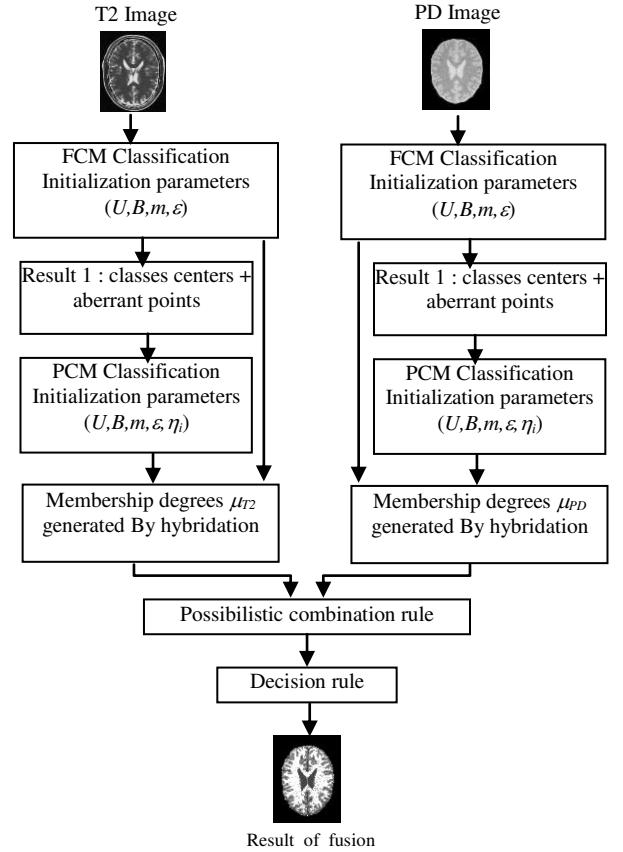 T2 Image
PD Image
FCM Classification
Initialization parameters
(U,B,m,ε)
FCM Classification
Initialization parameters
(U,B,m,ε)
Result 1 : classes centers +
aberrant points
Result 1 : classes centers +
aberrant points
PCM Classification
Initialization parameters
(U,B,m,ε,ηi)
PCM Classification
Initialization parameters
(U,B,m,ε,ηi)
Membership degrees μT2
generated By hybridation
Membership degrees μPD
generated By hybridation
Possibilistic combination rule
Decision rule
Result of fusion